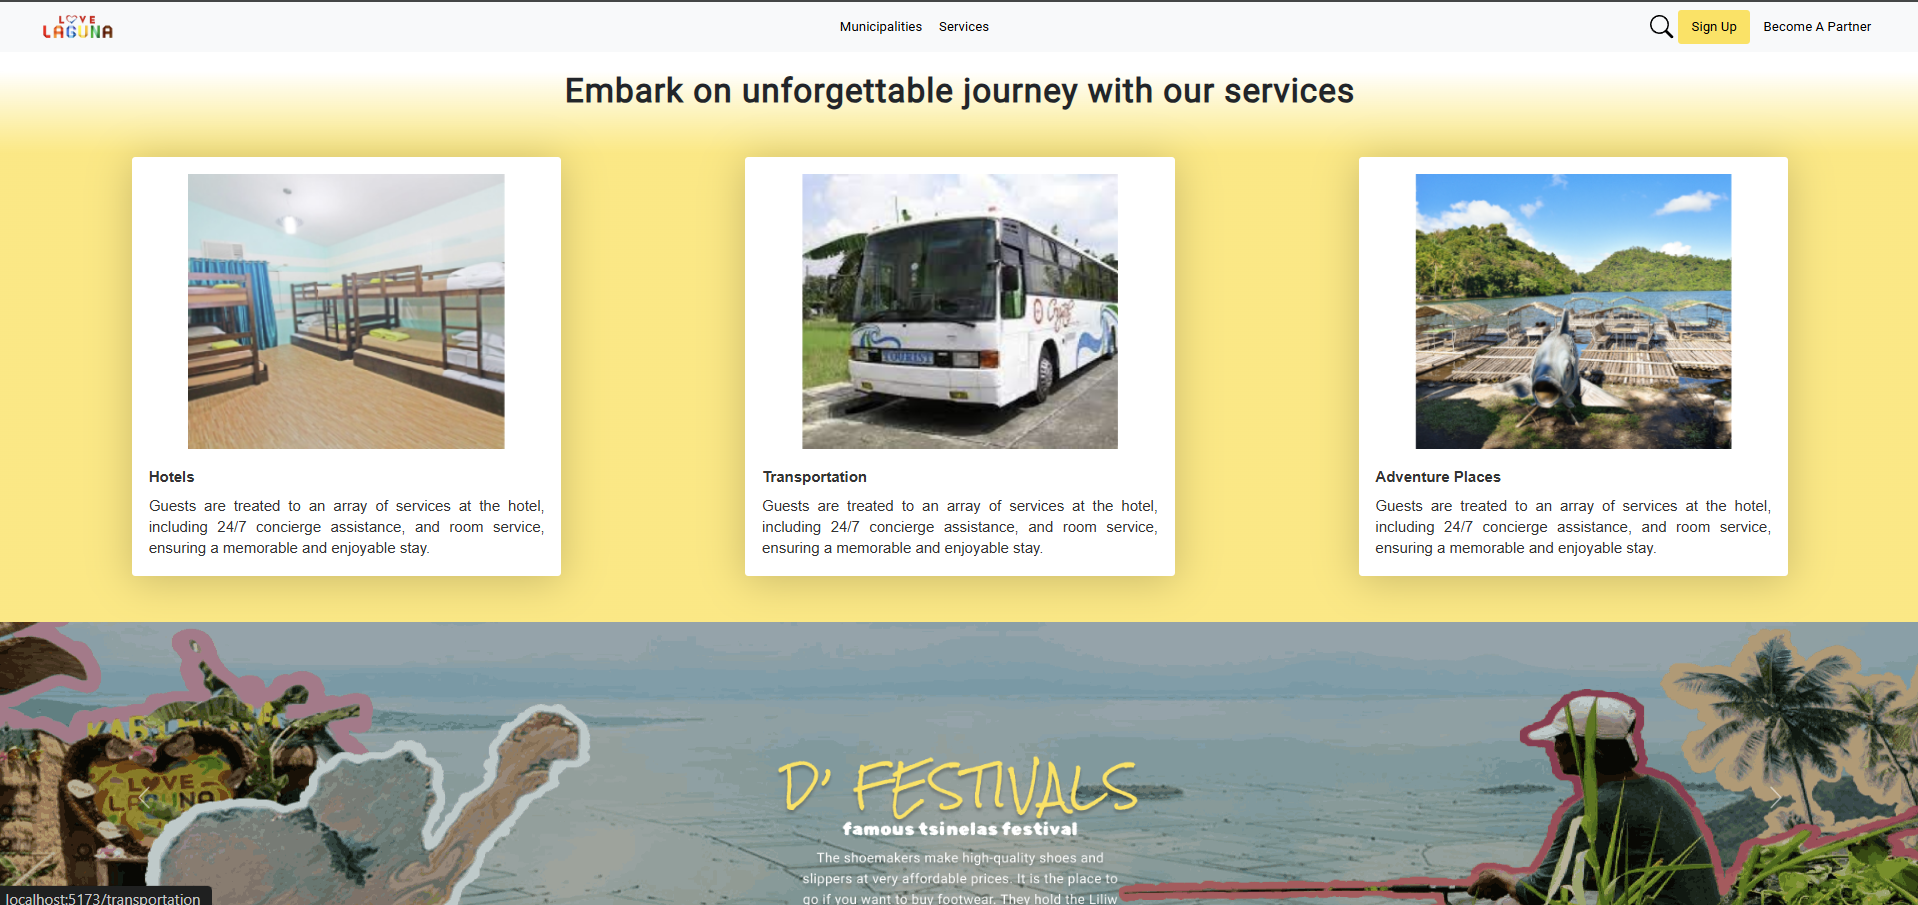 LOVE
LAGUNA
Municipalities
Services
Sign Up
Become A Partner
Embark on unforgettable journey with our services
TOURIST
Hotels
Guests are treated to an array of services at the hotel,
including 24/7 concierge assistance, and room service,
ensuring a memorable and enjoyable stay.
Transportation
Guests are treated to an array of services at the hotel,
including 24/7 concierge assistance, and room service,
ensuring a memorable and enjoyable stay.
Adventure Places
Guests are treated to an array of services at the hotel,
including 24/7 concierge assistance, and room service,
ensuring a memorable and enjoyable stay.
LOVE
LAGUNA
D' FESTIVALS
famous tsinelas festival
The shoemakers make high-quality shoes and
slippers at very affordable prices. It is the place to
go if you want to buy footwear. They hold the Liliw
localhost:5173/transportation